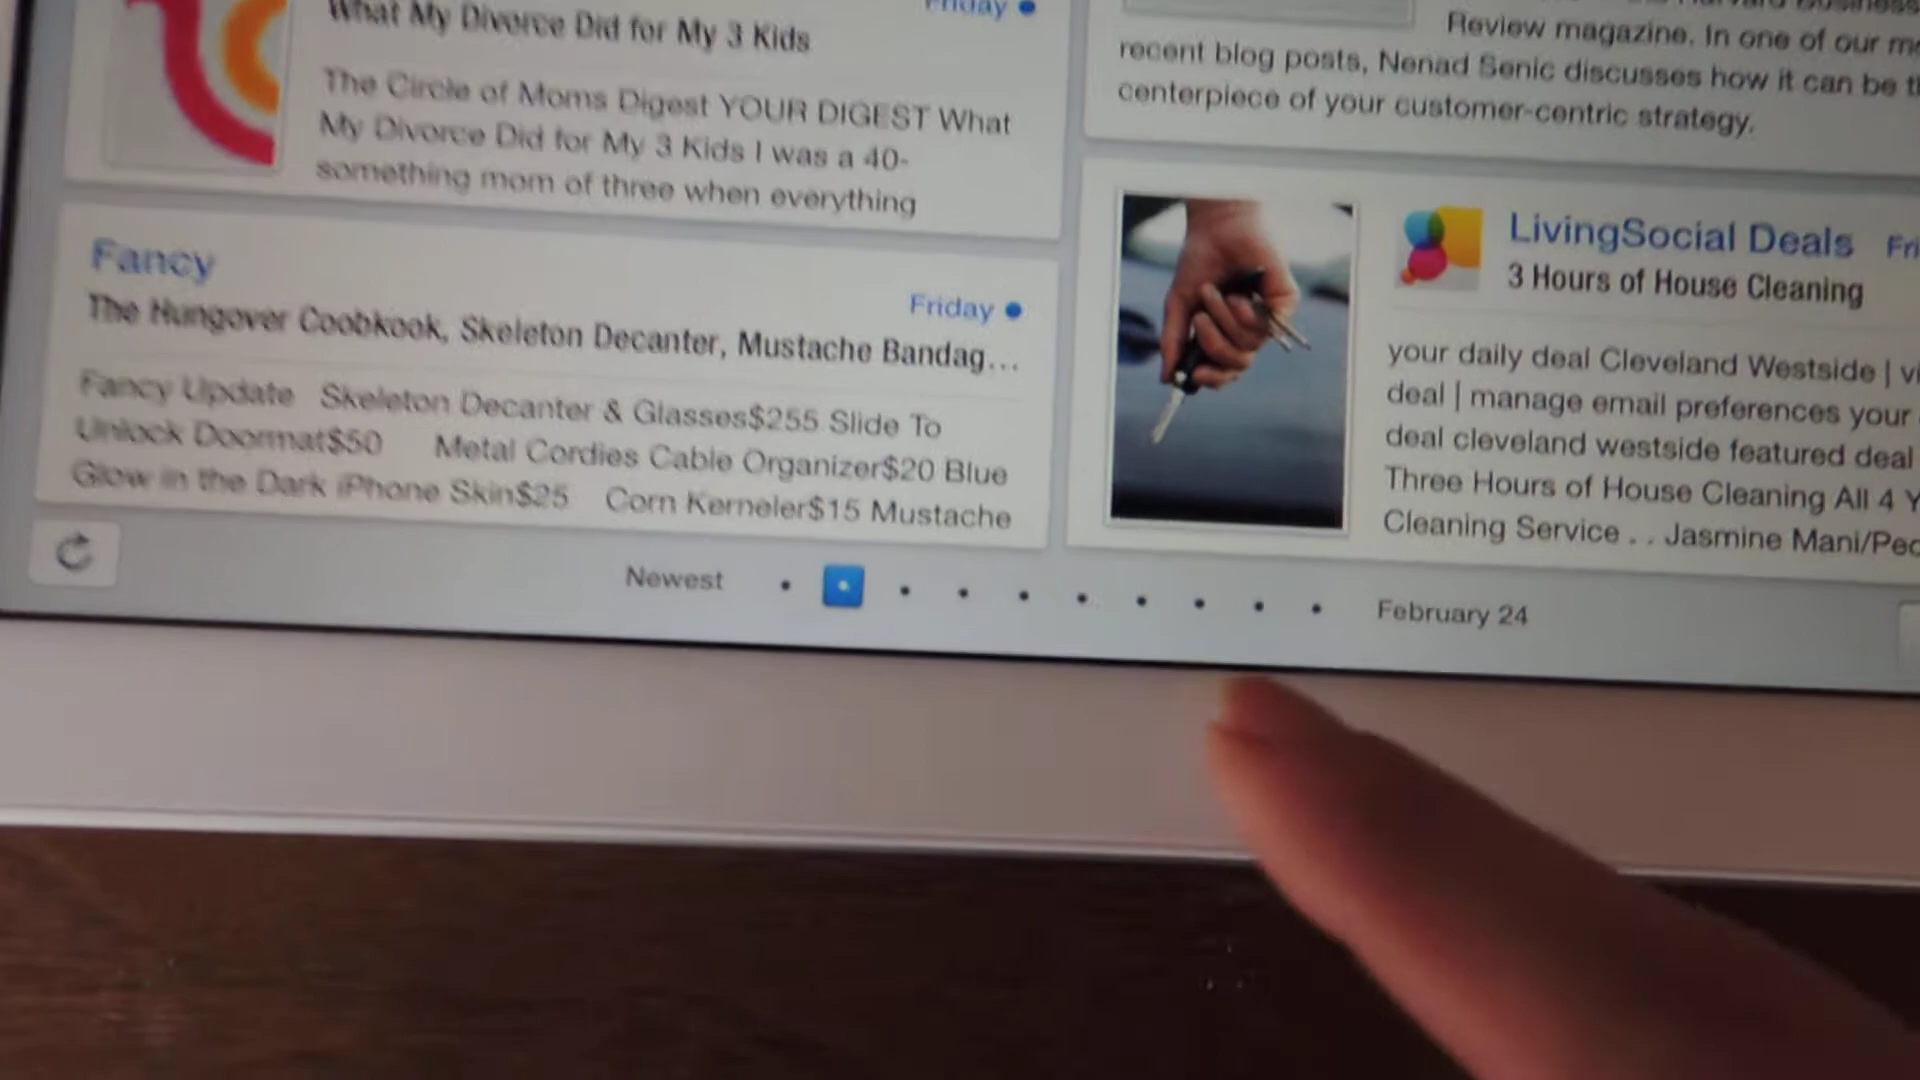 What My Divorce Did for My 3 Kids
Friday
The Circle of Moms Digest YOUR DIGEST What
My Divorce Did for My 3 Kids I was a 40-
something mom of three when everything
Fancy
Friday
The Hungover Coobkook, Skeleton Decanter, Mustache Bandag...
Fancy Update Skeleton Decanter & Glasses$255 Slide To
Unlock Doormat$50 Metal Cordies Cable Organizer$20 Blue
Glow in the Dark iPhone Skin$25 Corn Kerneler$15 Mustache
Review magazine. In one of our
recent blog posts, Nenad Senic discusses how it can be
centerpiece of your customer-centric strategy.
LivingSocial Deals Fri
3 Hours of House Cleaning
your daily deal Cleveland Westside |
deal | manage email preferences your
deal cleveland westside featured deal
Three Hours of House Cleaning All 4
Cleaning Service . . Jasmine Mani/Ped
Newest
February 24